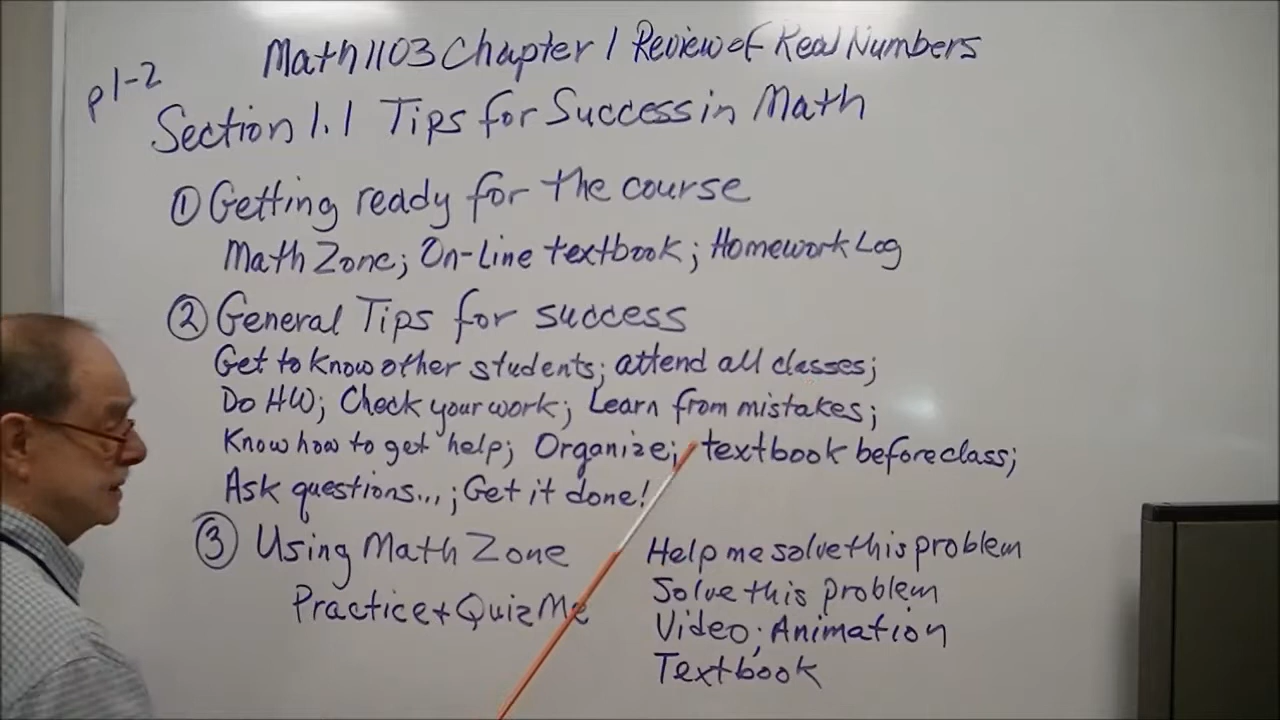 Math 1103 Chapter 1 Review of Real Numbers
p1-2
Section 1.1 Tips for Success in Math
① Getting ready for the course
Math Zone; On-Line textbook; Homework Log
② General Tips for success
Get to know other students; attend all classes;
Do HW; Check your work; Learn from mistakes;
Know how to get help; Organize; textbook before class;
Ask questions...; Get it done!
③ Using Math Zone
Practice + Quiz Me
Help me solve this problem
Solve this problem
Video; Animation
Textbook